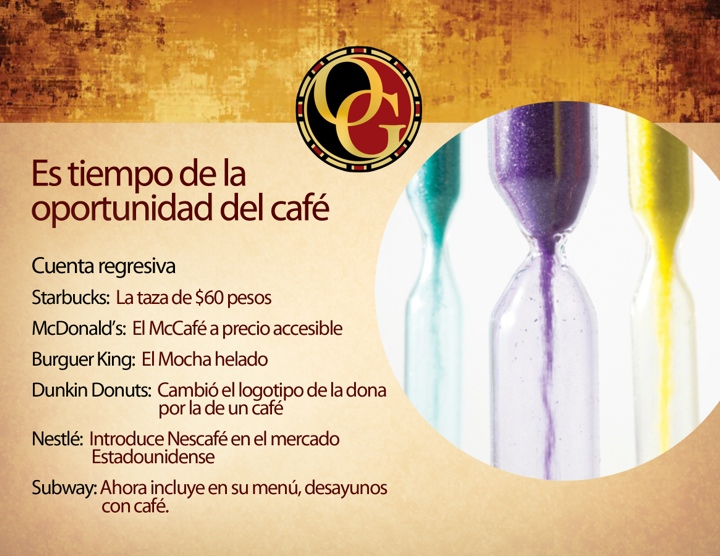 OG
Es tiempo de la
oportunidad del café
Cuenta regresiva
Starbucks: La taza de $60 pesos
McDonald's: El McCafé a precio accesible
Burguer King: El Mocha helado
Dunkin Donuts: Cambió el logotipo de la dona
por la de un café
Nestlé: Introduce Nescafé en el mercado
Estadounidense
Subway: Ahora incluye en su menú, desayunos
con café.